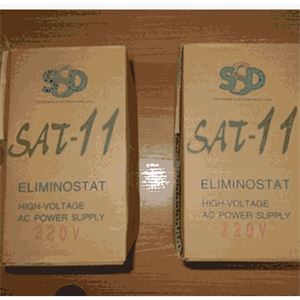 SSD
SAT-11
ELIMINOSTAT
HIGH-VOLTAGE
AC POWER SUPPLY
220V
SSD
SAT-11
ELIMINOSTAT
HIGH-VOLTAGE
AC POWER SUPPLY
220V